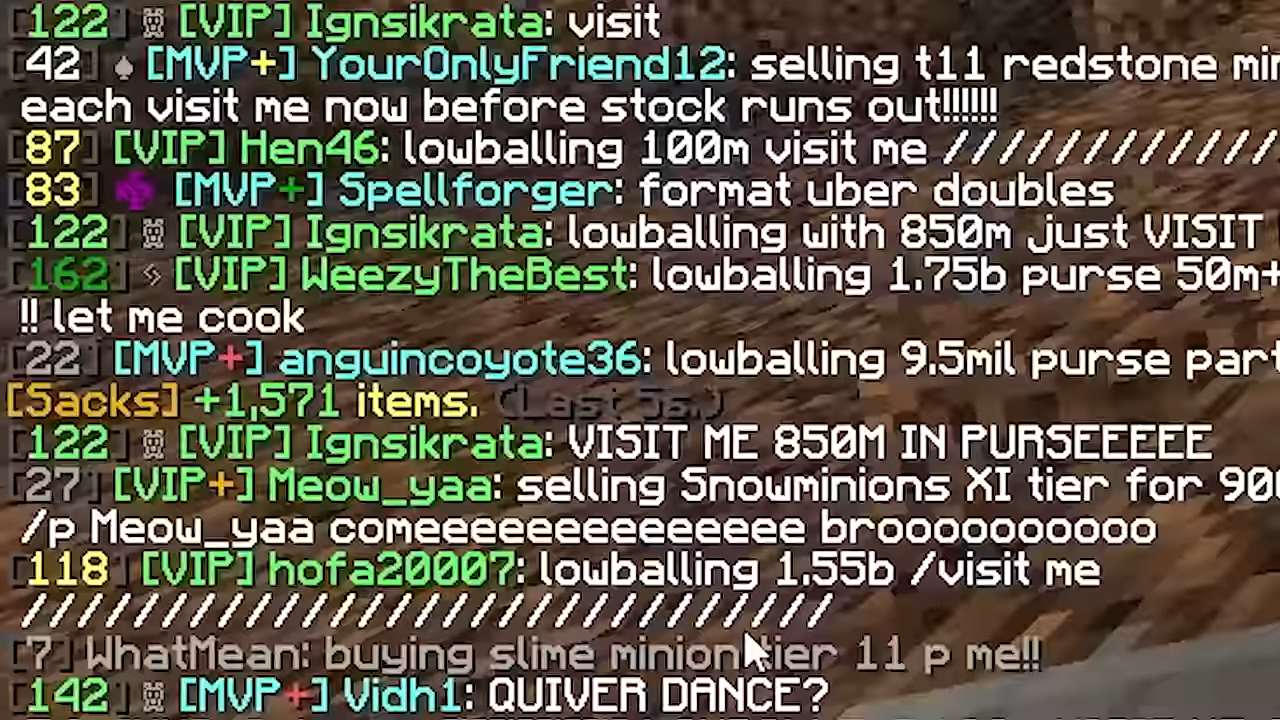 [122] [VIP] Ignsikrata: visit
[42] ♠ [MVP+] YourOnlyFriend12: selling t11 redstone
each visit me now before stock runs out!!!!!!
[87] [VIP] Hen46: lowballing 100m visit me ////////////
[83] [MVP+] Spellforger: format uber doubles
[122] [VIP] Ignsikrata: lowballing with 850m just VISIT
[162] [VIP] WeezyTheBest: lowballing 1.75b purse 50m+
!! let me cook
[22] [MVP+] anguincoyote36: lowballing 9.5mil purse
[Sacks] +1,571 items. (Last 5s.)
[122] [VIP] Ignsikrata: VISIT ME 850M IN PURSEEEEE
[27] [VIP+] Meow_yaa: selling Snowminions XI tier for
/p Meow_yaa comeeeeeeeeeeeeeee broooooooooo
[118] [VIP] hofa20007: lowballing 1.55b /visit me
/////////////////////////////
[7] WhatMean: buying slime minion tier 11 p me!!
[142] [MVP+] Vidh1: QUIVER DANCE?